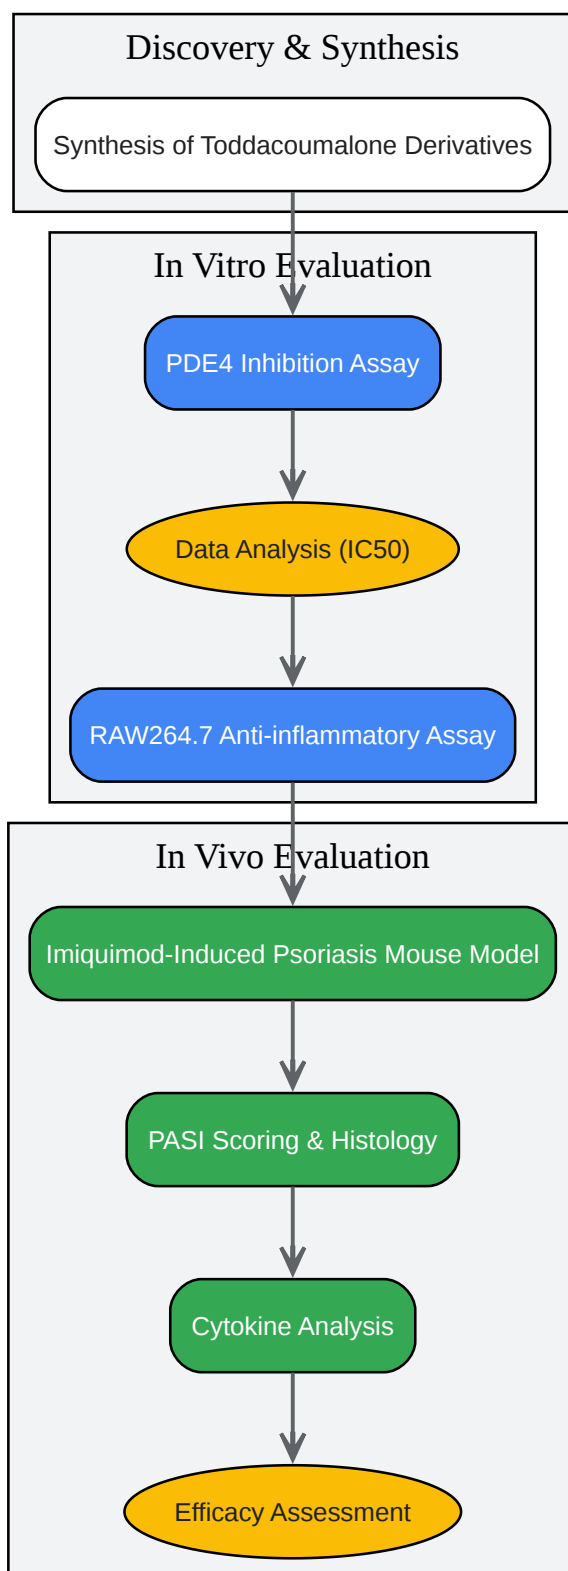 Discovery & Synthesis
Synthesis of Toddacoumalone Derivatives
In Vitro Evaluation
PDE4 Inhibition Assay
Data Analysis (IC50)
RAW264.7 Anti-inflammatory Assay
In Vivo Evaluation
Imiquimod-Induced Psoriasis Mouse Model
PASI Scoring & Histology
Cytokine Analysis
Efficacy Assessment